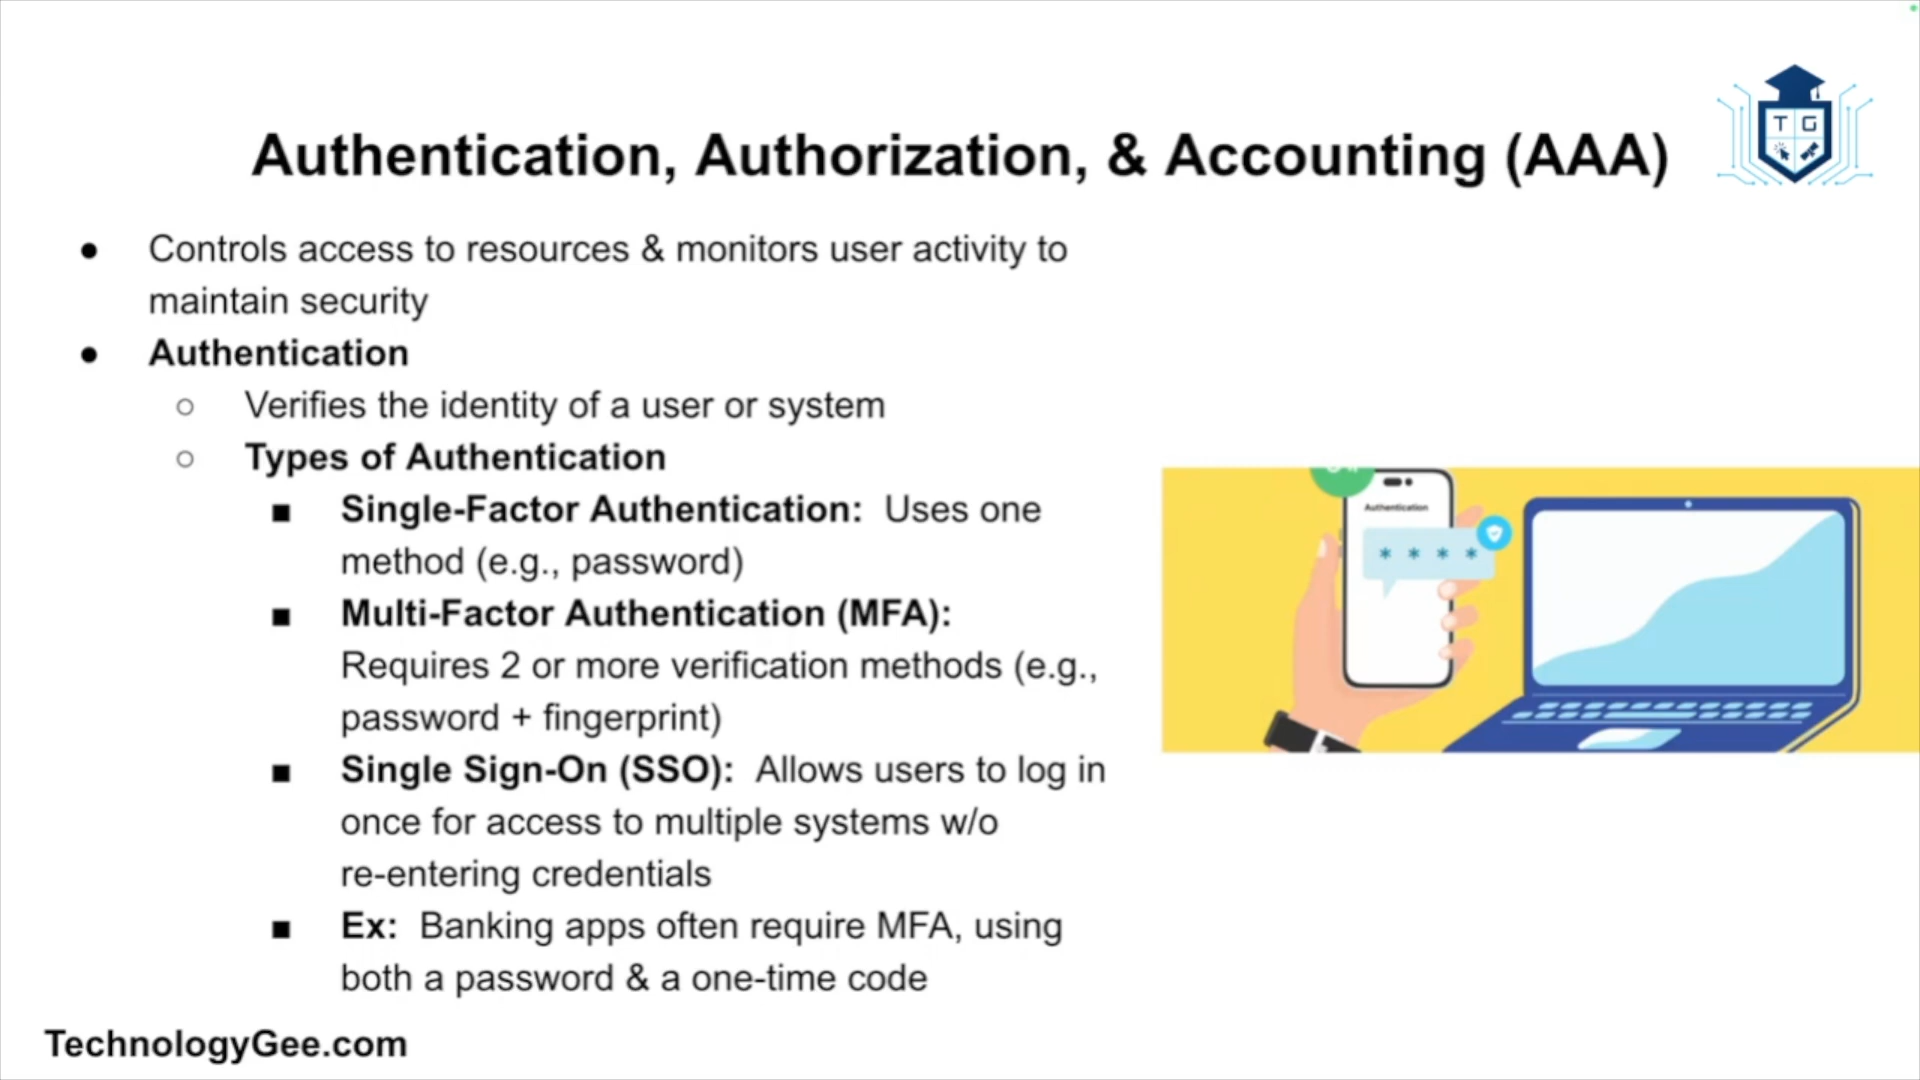 Authentication, Authorization, & Accounting (AAA)
T G
● Controls access to resources & monitors user activity to
maintain security
● Authentication
○ Verifies the identity of a user or system
○ Types of Authentication
■ Single-Factor Authentication: Uses one
method (e.g., password)
■ Multi-Factor Authentication (MFA):
Requires 2 or more verification methods (e.g.,
password + fingerprint)
■ Single Sign-On (SSO): Allows users to log in
once for access to multiple systems w/o
re-entering credentials
■ Ex: Banking apps often require MFA, using
both a password & a one-time code
Authentication
* * * *
TechnologyGee.com